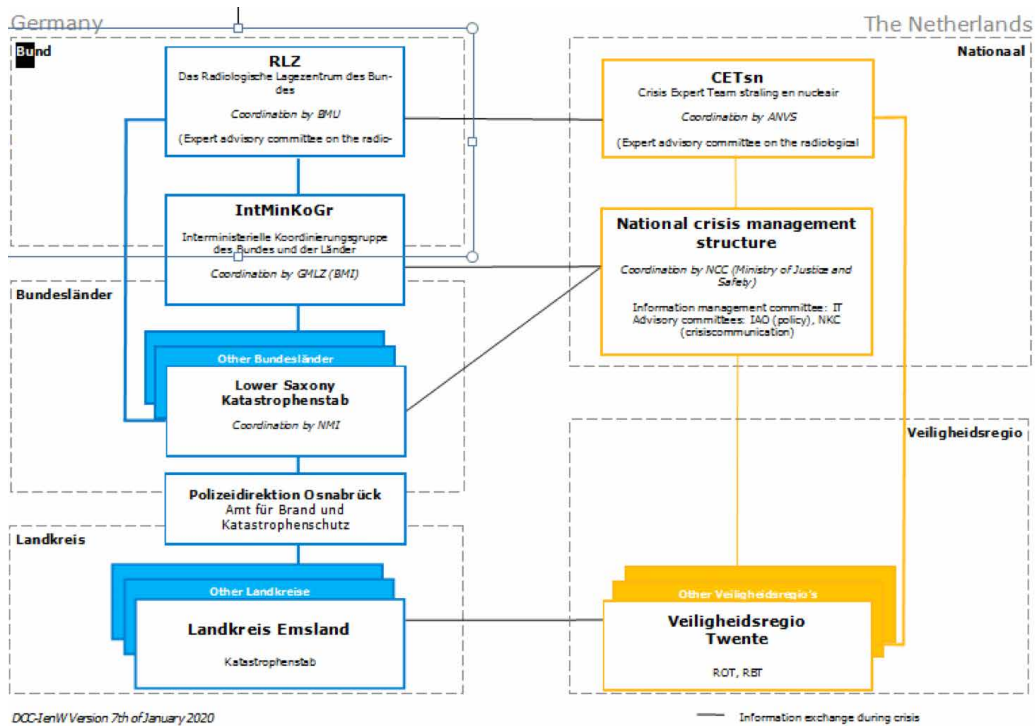 Germany
The Netherlands
Bund
Nationaal
RLZ
Das Radiologische Lagezentrum des Bun-
des
Coordination by BMU
(Expert advisory committee on the radio-
CETsn
Crisis Expert Team straling en nucleair
Coordination by ANVS
(Expert advisory committee on the radiological
IntMinKoGr
Interministerielle Koordinierungsgruppe
des Bundes und der Länder
Coordination by GMLZ (BMI)
National crisis management
structure
Coordination by NCC (Ministry of Justice and
Safety)
Information management committee: IT
Advisory committees: IAO (policy), NKC
(crisiscommunication)
Bundesländer
Other Bundesländer
Lower Saxony
Katastrophenstab
Coordination by NMI
Veiligheidsregio
Polizeidirektion Osnabrück
Amt für Brand und
Katastrophenschutz
Landkreis
Other Landkreise
Landkreis Emsland
Katastrophenstab
Other Veiligheidsregio's
Veiligheidsregio
Twente
ROT, RBT
DCC-IenW Version 7th of January 2020
Information exchange during crisis